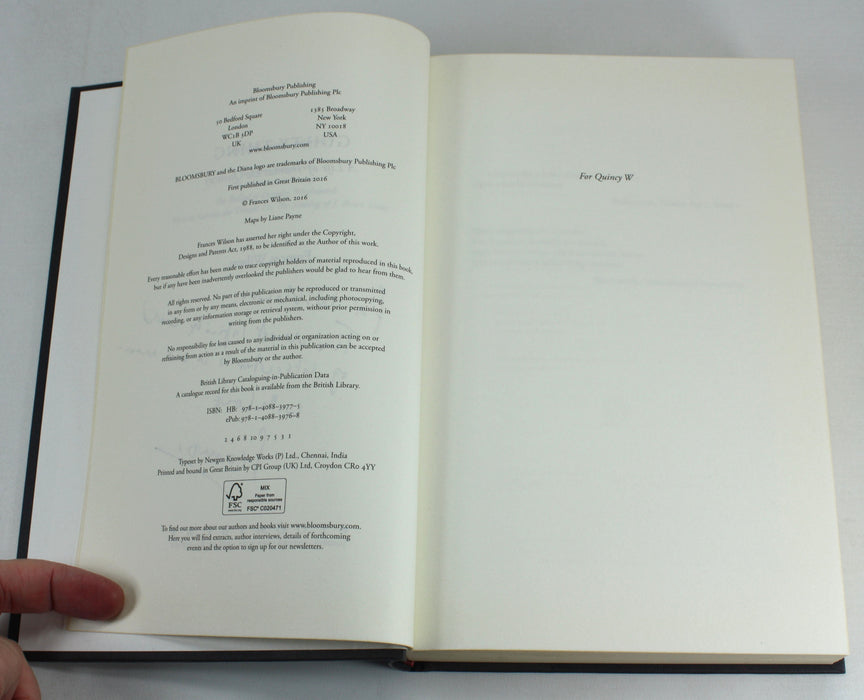 Bloomsbury Publishing
An imprint of Bloomsbury Publishing Plc
50 Bedford Square
London
WC1B 3DP
UK
1385 Broadway
New York
NY 10018
USA
www.bloomsbury.com
BLOOMSBURY and the Diana logo are trademarks of Bloomsbury Publishing Plc
First published in Great Britain 2016
© Frances Wilson, 2016
Maps by Liane Payne
Frances Wilson has asserted her right under the Copyright,
Designs and Patents Act, 1988, to be identified as the Author of this work.
Every reasonable effort has been made to trace copyright holders of material reproduced in this book,
but if any have been inadvertently overlooked the publishers would be glad to hear from them.
All rights reserved. No part of this publication may be reproduced or transmitted
in any form or by any means, electronic or mechanical, including photocopying,
recording, or any information storage or retrieval system, without prior permission in
writing from the publishers.
No responsibility for loss caused to any individual or organization acting on or
refraining from action as a result of the material in this publication can be accepted
by Bloomsbury or the author.
British Library Cataloguing-in-Publication Data
A catalogue record for this book is available from the British Library.
ISBN: HB: 978-1-4088-3977-5
ePub: 978-1-4088-3976-8
2 4 6 8 10 9 7 5 3 1
Typeset by Newgen Knowledge Works (P) Ltd., Chennai, India
Printed and bound in Great Britain by CPI Group (UK) Ltd, Croydon CR0 4YY
FSC
MIX
Paper from
responsible sources
FSC® C020471
To find out more about our authors and books visit www.bloomsbury.com.
Here you will find extracts, author interviews, details of forthcoming
events and the option to sign up for our newsletters.
For Quincy W